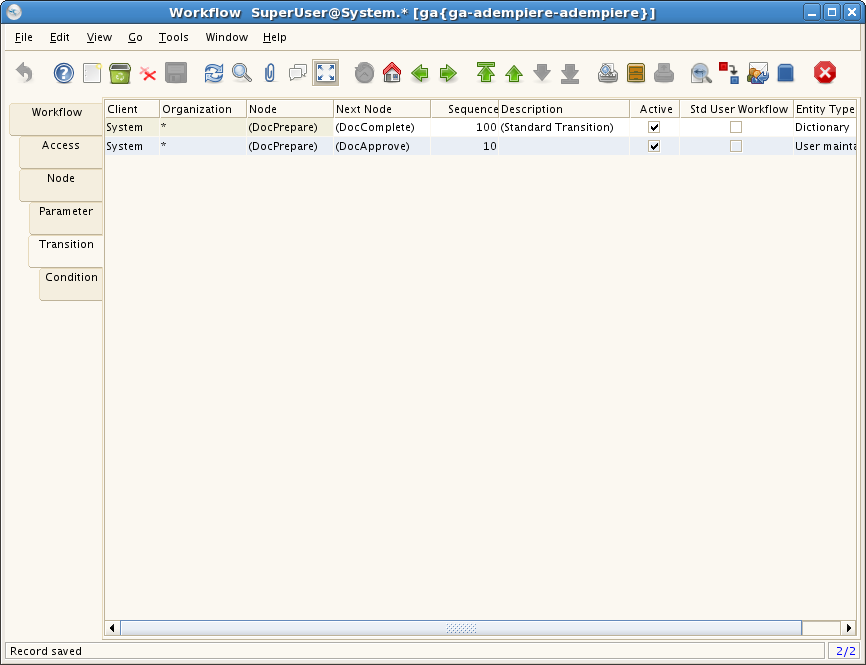 Workflow SuperUser@System.* [ga{ga-adempiere-adempiere}]
File Edit View Go Tools Window Help
Workflow
Access
Node
Parameter
Transition
Condition
Client Organization Node Next Node Sequence Description Active Std User Workflow Entity Type
System * (DocPrepare) (DocComplete) 100 (Standard Transition) Dictionary
System * (DocPrepare) (DocApprove) 10 User mainta
Record saved 2/2